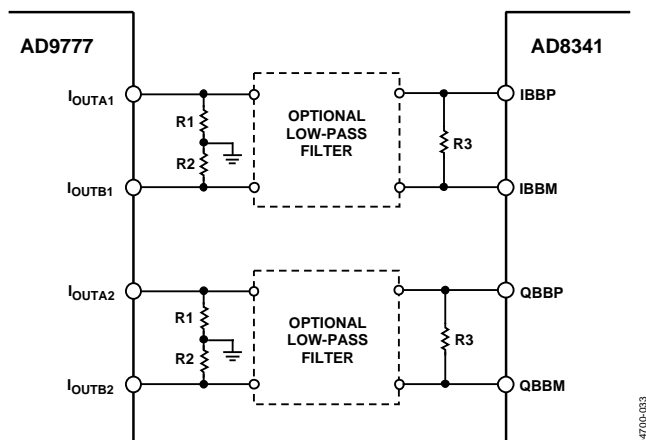 AD9777
AD8341
IOUTA1
IBBP
R1
OPTIONAL
LOW-PASS
FILTER
R3
R2
IOUTB1
IBBM
IOUTA2
QBBP
R1
OPTIONAL
LOW-PASS
FILTER
R3
R2
IOUTB2
QBBM
4700-033